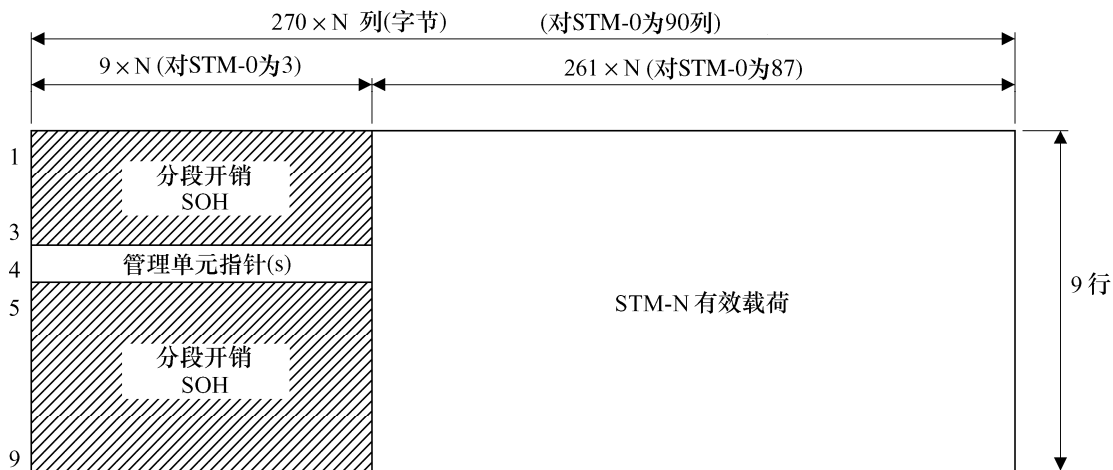 270×N 列(字节) (对STM-0为90列)
9×N (对STM-0为3)
261×N (对STM-0为87)
1
分段开销
SOH
3
4
管理单元指针(s)
5
STM-N 有效载荷
9 行
分段开销
SOH
9